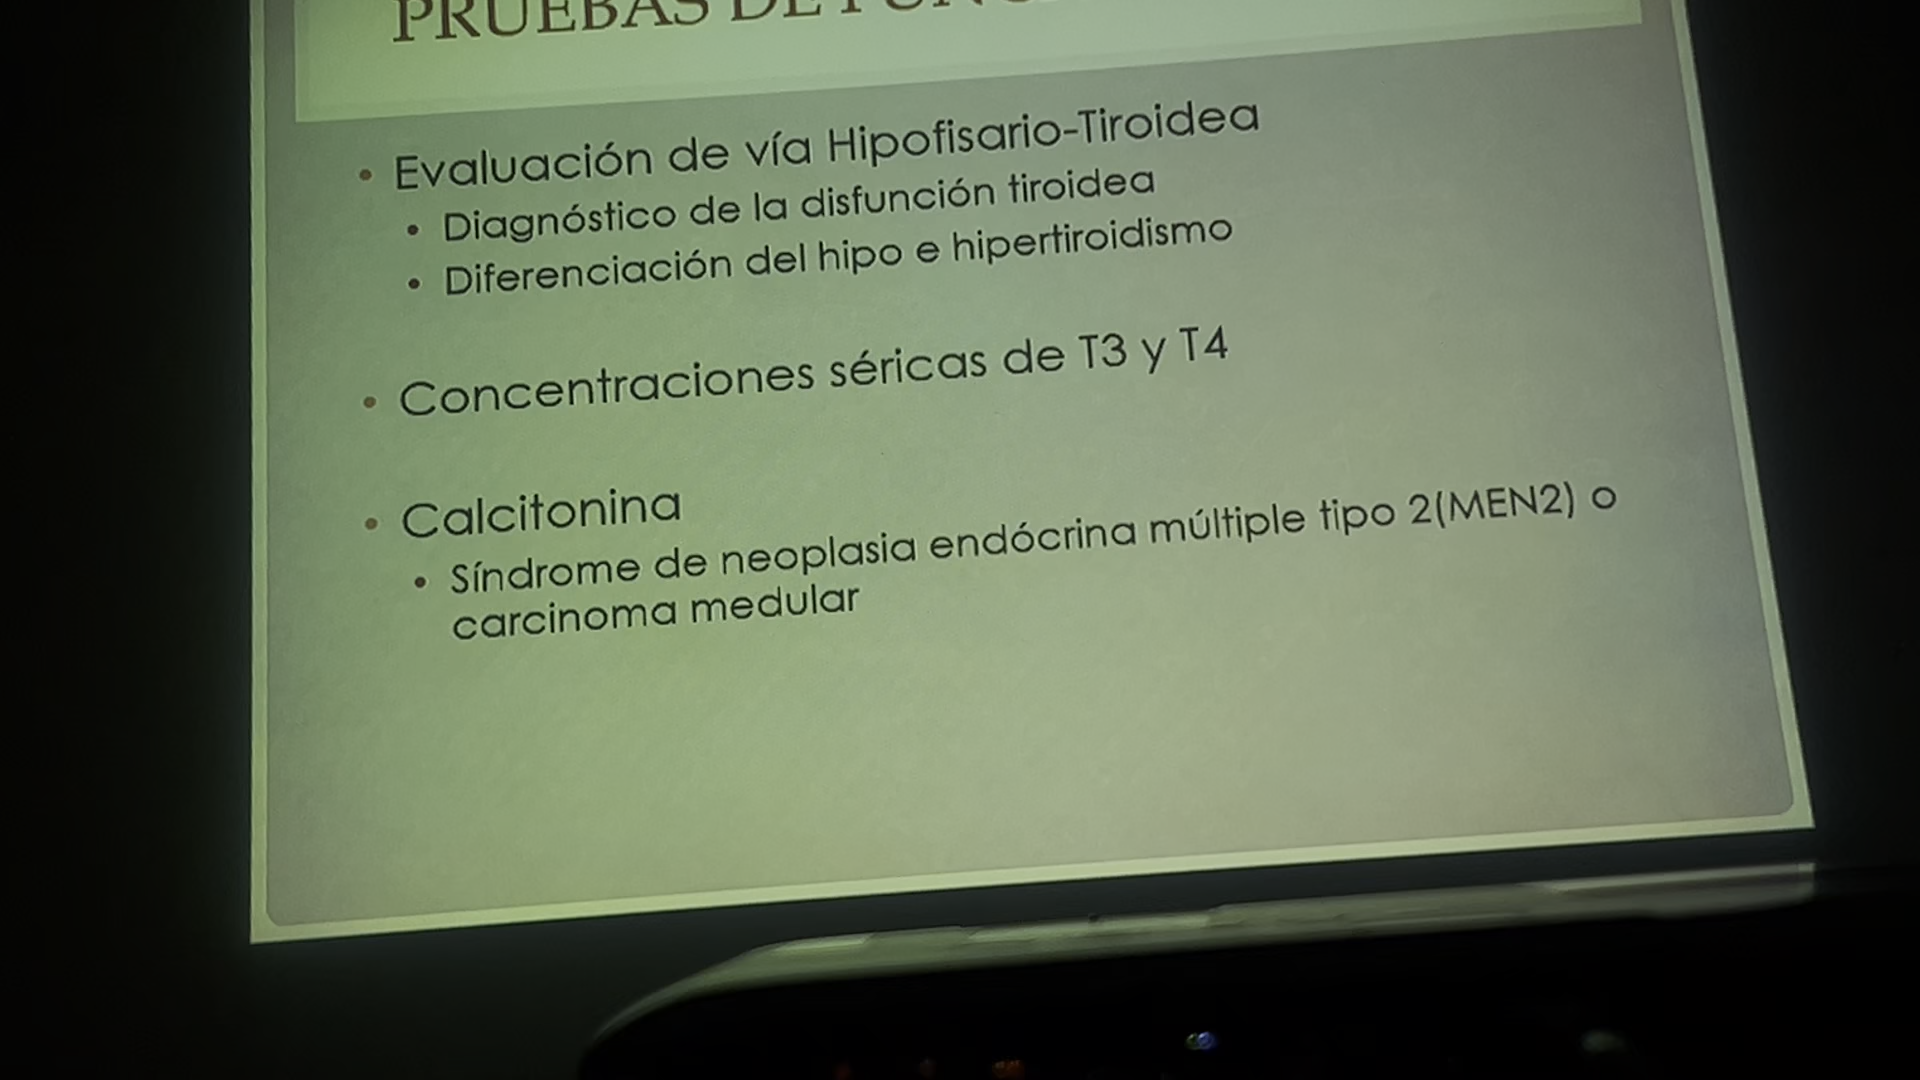 PRUEBAS DE
Evaluación de vía Hipofisario-Tiroidea
Diagnóstico de la disfunción tiroidea
Diferenciación del hipo e hipertiroidismo
Concentraciones séricas de T3 y T4
Calcitonina
Síndrome de neoplasia endócrina múltiple tipo 2(MEN2) o
carcinoma medular